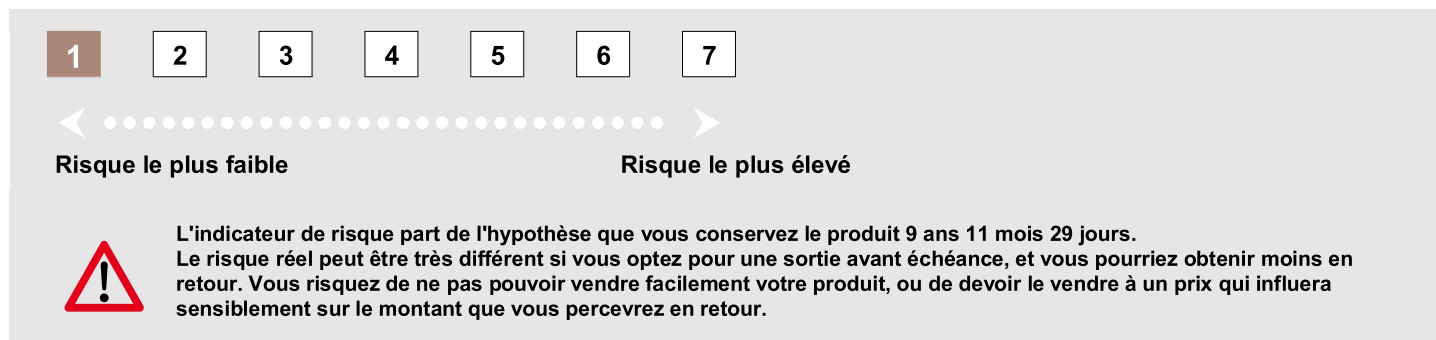 1 2 3 4 5 6 7
Risque le plus faible Risque le plus élevé
L'indicateur de risque part de l'hypothèse que vous conservez le produit 9 ans 11 mois 29 jours.
Le risque réel peut être très différent si vous optez pour une sortie avant échéance, et vous pourriez obtenir moins en
retour. Vous risquez de ne pas pouvoir vendre facilement votre produit, ou de devoir le vendre à un prix qui influera
sensiblement sur le montant que vous percevrez en retour.